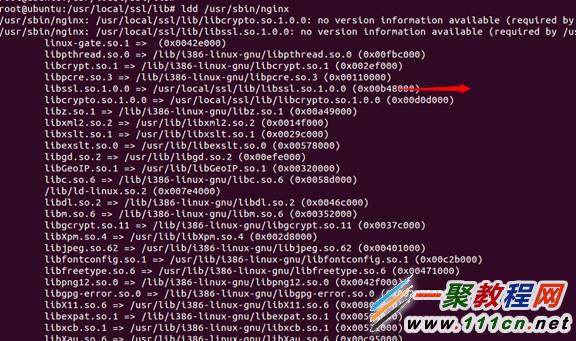 root@ubuntu:/usr/local/ssl/lib# ldd /usr/sbin/nginx
/usr/sbin/nginx: /usr/local/ssl/lib/libcrypto.so.1.0.0: no version information available (required by
/usr/sbin/nginx: /usr/local/ssl/lib/libssl.so.1.0.0: no version information available (required by /us
linux-gate.so.1 => (0x0042e000)
libpthread.so.0 => /lib/i386-linux-gnu/libpthread.so.0 (0x00fbc000)
libcrypt.so.1 => /lib/i386-linux-gnu/libcrypt.so.1 (0x002ef000)
libpcre.so.3 => /lib/i386-linux-gnu/libpcre.so.3 (0x00110000)
libssl.so.1.0.0 => /usr/local/ssl/lib/libssl.so.1.0.0 (0x00b48000)
libcrypto.so.1.0.0 => /usr/local/ssl/lib/libcrypto.so.1.0.0 (0x00d0d000)
libz.so.1 => /lib/i386-linux-gnu/libz.so.1 (0x00a49000)
libxml2.so.2 => /usr/lib/i386-linux-gnu/libxml2.so.2 (0x0014f000)
libxslt.so.1 => /usr/lib/i386-linux-gnu/libxslt.so.1 (0x0029c000)
libexslt.so.0 => /usr/lib/i386-linux-gnu/libexslt.so.0 (0x00578000)
libgd.so.2 => /usr/lib/libgd.so.2 (0x00efe000)
libGeoIP.so.1 => /usr/lib/libGeoIP.so.1 (0x00320000)
libc.so.6 => /lib/i386-linux-gnu/libc.so.6 (0x0058d000)
/lib/ld-linux.so.2 (0x007e4000)
libdl.so.2 => /lib/i386-linux-gnu/libdl.so.2 (0x0046c000)
libm.so.6 => /lib/i386-linux-gnu/libm.so.6 (0x00352000)
libgcrypt.so.11 => /lib/i386-linux-gnu/libgcrypt.so.11 (0x0037c000)
libXpm.so.4 => /usr/lib/libXpm.so.4 (0x002d8000)
libjpeg.so.62 => /usr/lib/i386-linux-gnu/libjpeg.so.62 (0x00401000)
libfontconfig.so.1 => /usr/lib/i386-linux-gnu/libfontconfig.so.1 (0x00c2b000)
libfreetype.so.6 => /usr/lib/i386-linux-gnu/libfreetype.so.6 (0x00471000)
libpng12.so.0 => /lib/i386-linux-gnu/libpng12.so.0 (0x0042f000)
libgpg-error.so.0 => /lib/i386-linux-gnu/libgpg-error.so.0
libX11.so.6 => /usr/lib/i386-linux-gnu/libX11.so.6
libexpat.so.1 => /lib/i386-linux-gnu/libexpat.so.1
libxcb.so.1 => /usr/lib/i386-linux-gnu/libxcb.so.1
libXau.so.6 => /usr/lib/i386-linux-gnu/libXau.so.6 (0x00c95000)
一聚教程网
www.111cn.net